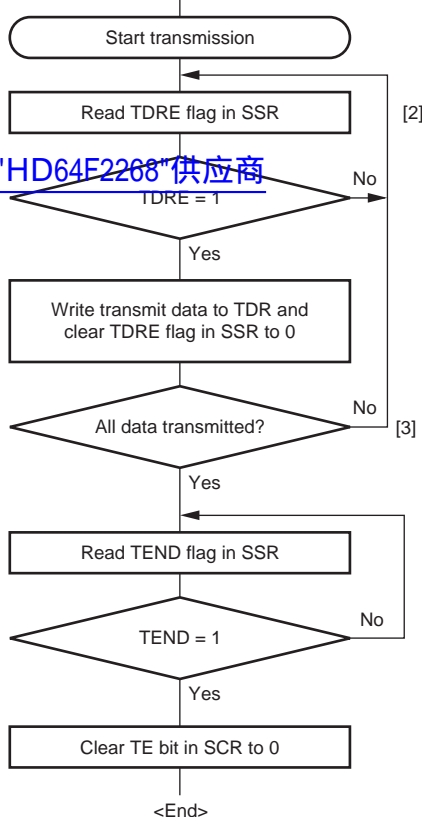 Start transmission
Read TDRE flag in SSR
[2]
"HD64F2268"供应商
No
TDRE = 1
Yes
Write transmit data to TDR and
clear TDRE flag in SSR to 0
No
All data transmitted?
[3]
Yes
Read TEND flag in SSR
No
TEND = 1
Yes
Clear TE bit in SCR to 0
<End>